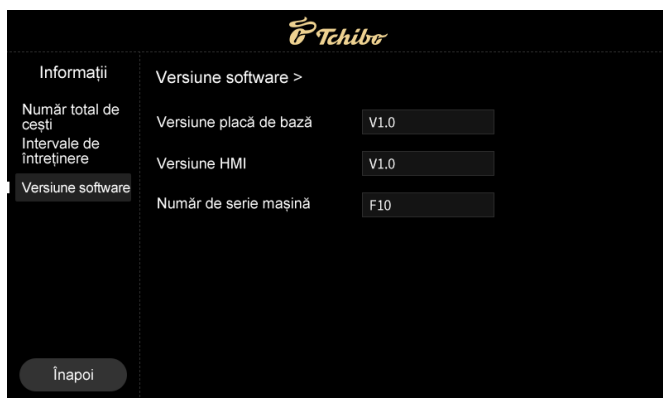 Tchibo
Informații
Număr total de
cești
Intervale de
întreținere
Versiune software
Versiune software >
Versiune placă de bază V1.0
Versiune HMI V1.0
Număr de serie mașină F10
Înapoi